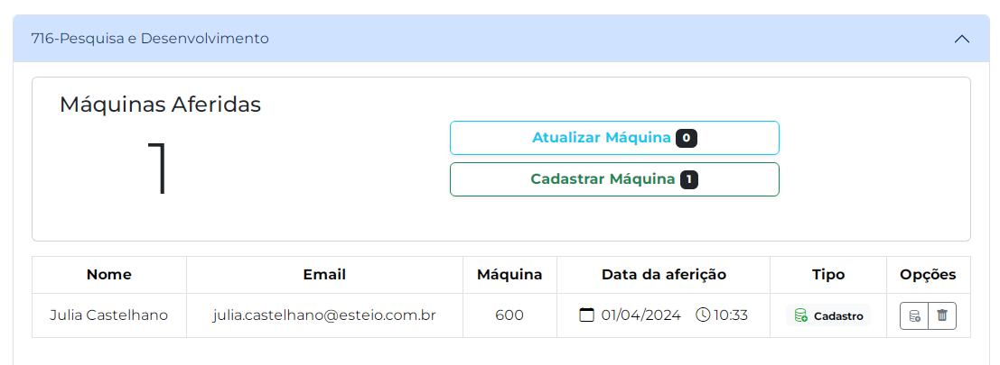 716-Pesquisa e Desenvolvimento
Máquinas Aferidas
1
Atualizar Máquina 0
Cadastrar Máquina 1
Nome Email Máquina Data da aferição Tipo Opções
Julia Castelhano julia.castelhano@esteio.com.br 600 01/04/2024 10:33 Cadastro